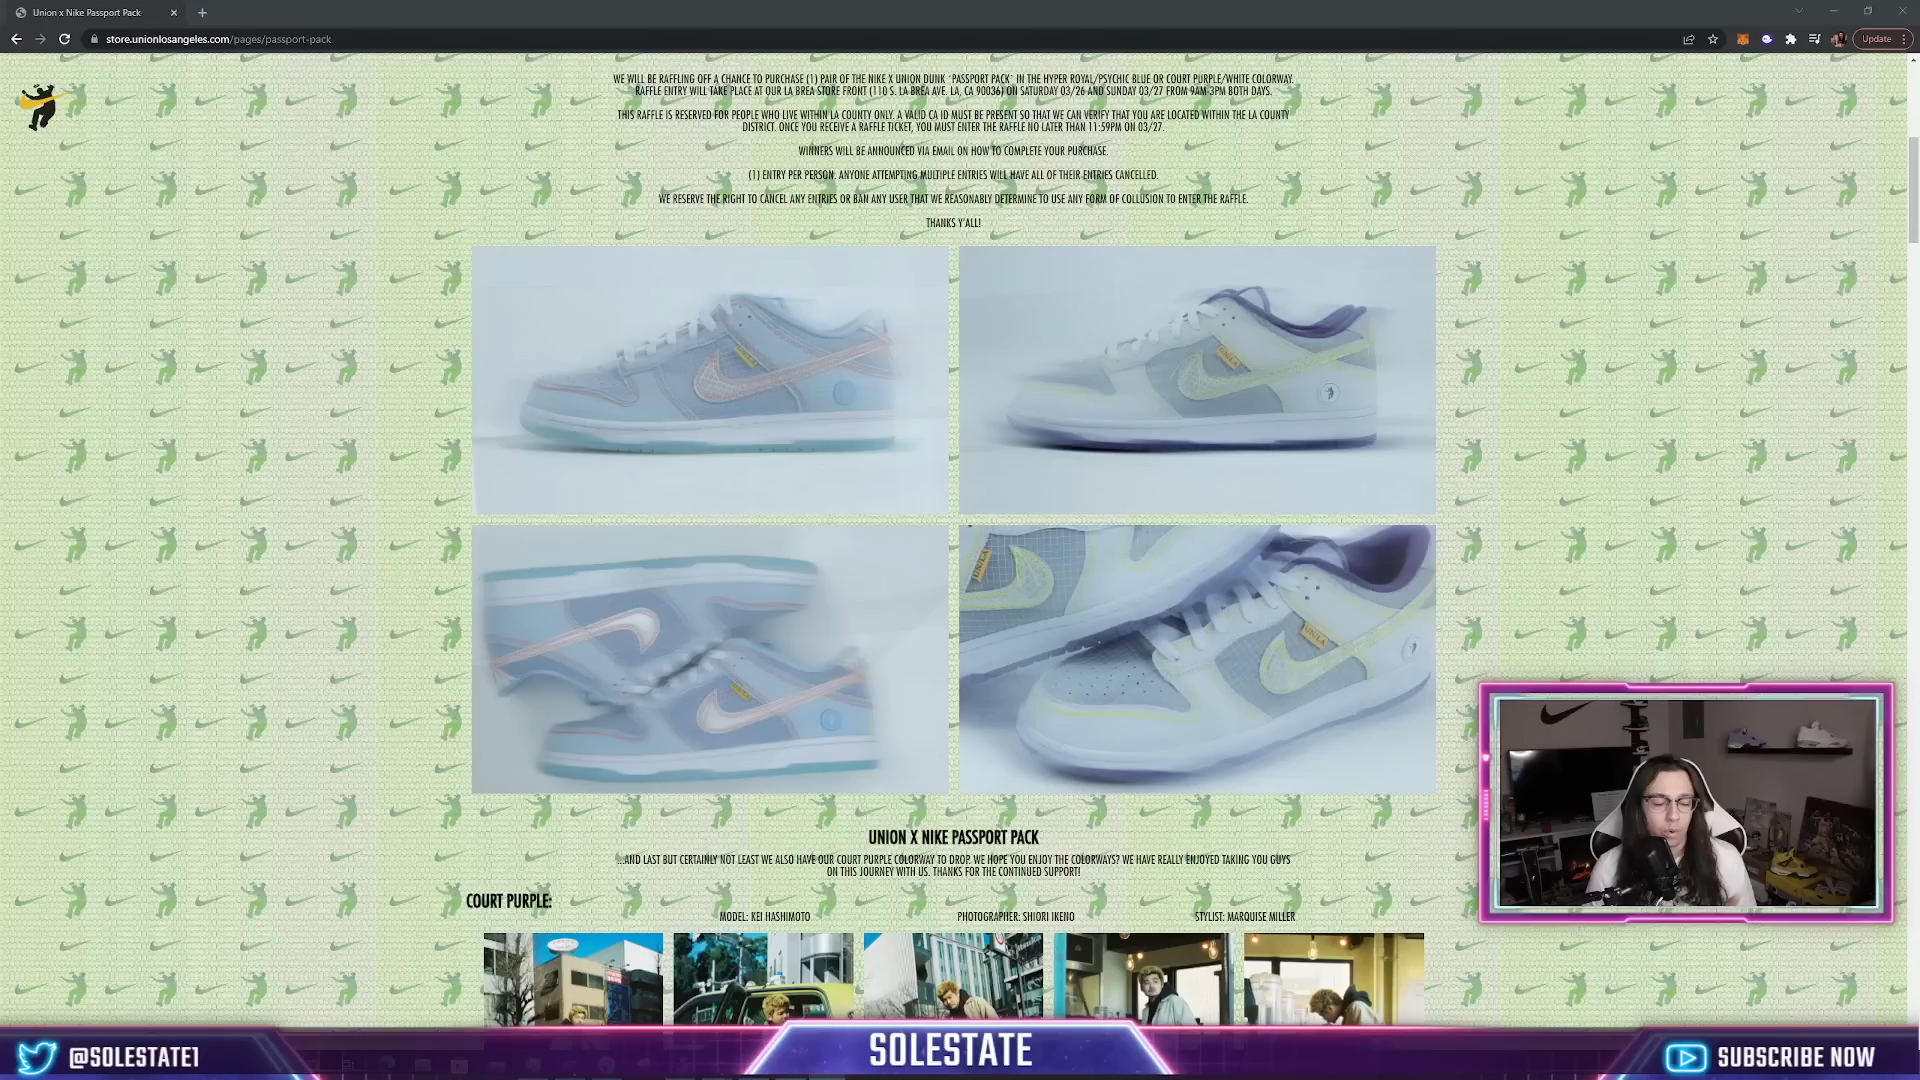 Union x Nike Passport Pack
store.unionlosangeles.com/pages/passport-pack
Update
WE WILL BE RAFFLING OFF A CHANCE TO PURCHASE (1) PAIR OF THE NIKE X UNION DUNK 'PASSPORT PACK' IN THE HYPER ROYAL/PSYCHIC BLUE OR COURT PURPLE/WHITE COLORWAY.
RAFFLE ENTRY WILL TAKE PLACE AT OUR LA BREA STORE FRONT (110 S. LA BREA AVE. LA, CA 90036) ON SATURDAY 03/26 AND SUNDAY 03/27 FROM 9AM-3PM BOTH DAYS.
THIS RAFFLE IS RESERVED FOR PEOPLE WHO LIVE WITHIN LA COUNTY ONLY. A VALID CA ID MUST BE PRESENT SO THAT WE CAN VERIFY THAT YOU ARE LOCATED WITHIN THE LA COUNTY
DISTRICT. ONCE YOU RECEIVE A RAFFLE TICKET, YOU MUST ENTER THE RAFFLE NO LATER THAN 11:59PM ON 03/27.
WINNERS WILL BE ANNOUNCED VIA EMAIL ON HOW TO COMPLETE YOUR PURCHASE.
(1) ENTRY PER PERSON. ANYONE ATTEMPTING MULTIPLE ENTRIES WILL HAVE ALL OF THEIR ENTRIES CANCELLED.
WE RESERVE THE RIGHT TO CANCEL ANY ENTRIES OR BAN ANY USER THAT WE REASONABLY DETERMINE TO USE ANY FORM OF COLLUSION TO ENTER THE RAFFLE.
THANKS Y'ALL!
UN/LA
UN/LA
UN/LA
UN/LA
UN/LA
UNION X NIKE PASSPORT PACK
...AND LAST BUT CERTAINLY NOT LEAST WE ALSO HAVE OUR COURT PURPLE COLORWAY TO DROP. WE HOPE YOU ENJOY THE COLORWAYS? WE HAVE REALLY ENJOYED TAKING YOU GUYS
ON THIS JOURNEY WITH US. THANKS FOR THE CONTINUED SUPPORT!
COURT PURPLE:
MODEL: KEI HASHIMOTO
PHOTOGRAPHER: SHIORI IKENO
STYLIST: MARQUISE MILLER
@SOLESTATE1
SOLESTATE
SUBSCRIBE NOW